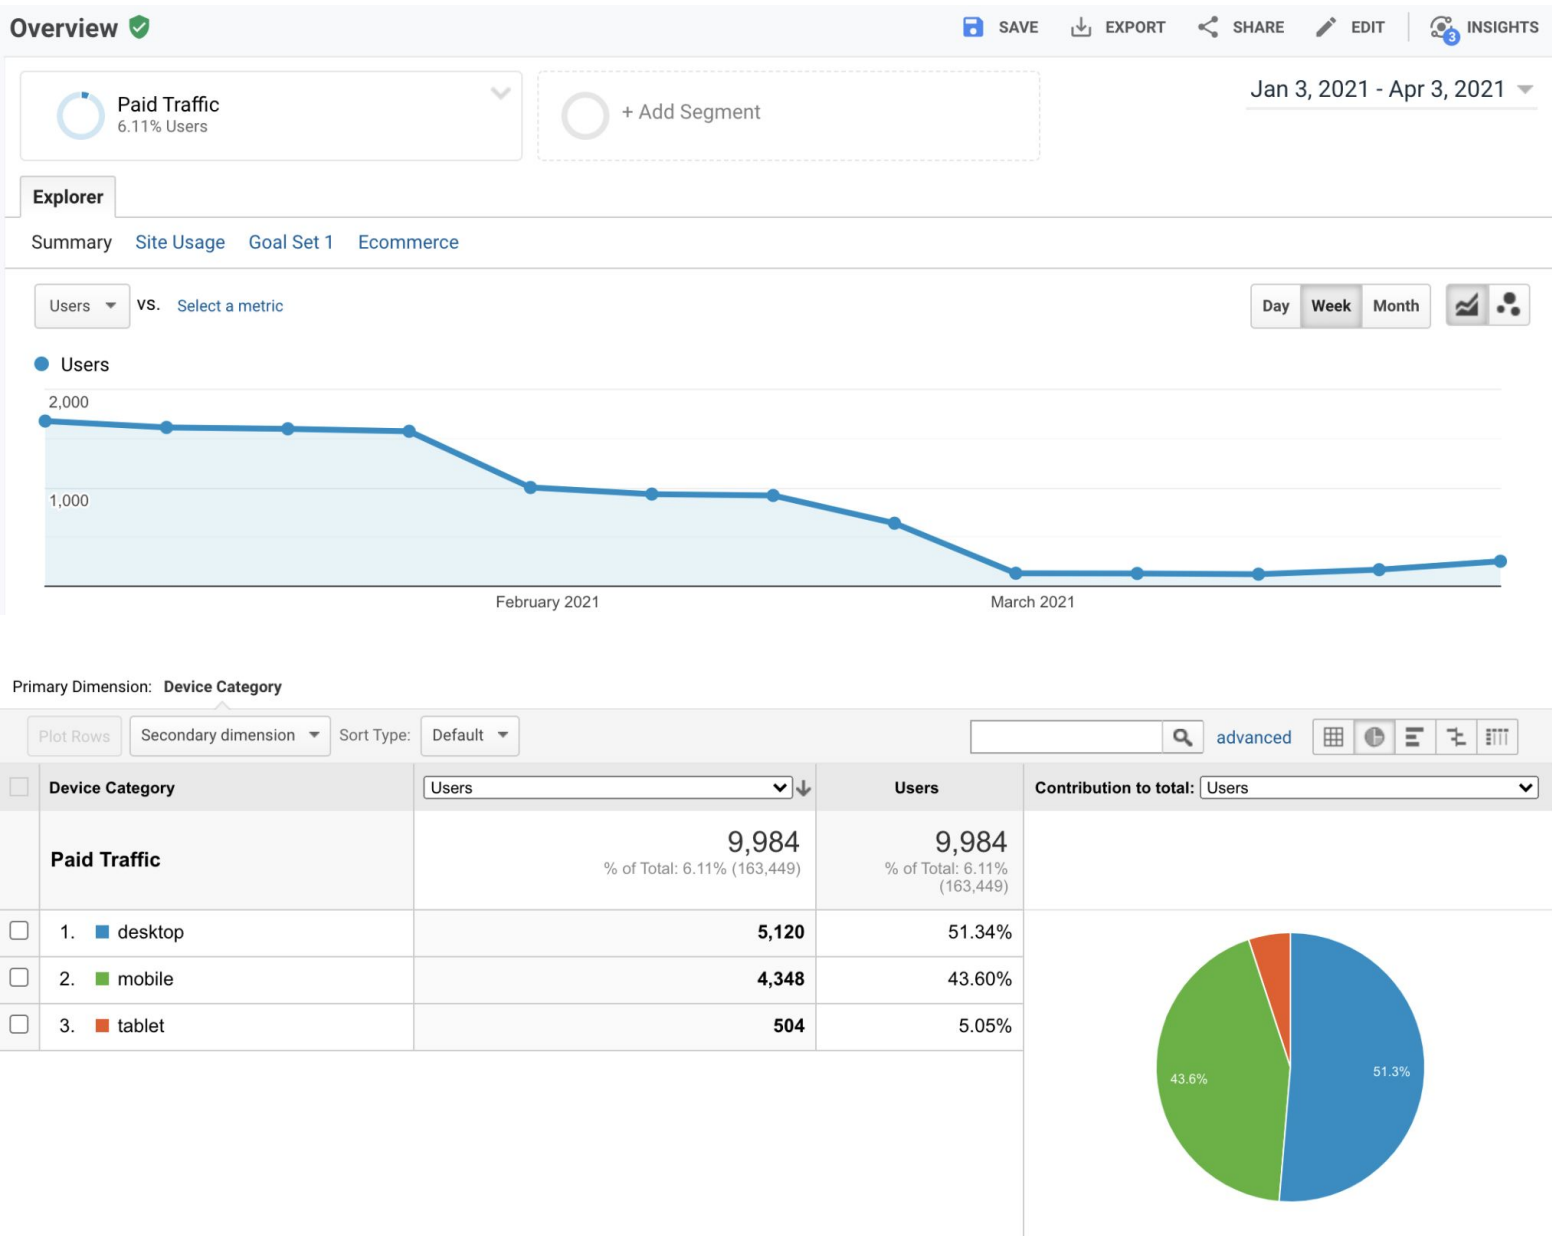 Overview
SAVE EXPORT SHARE EDIT INSIGHTS
3
Paid Traffic
6.11% Users
+ Add Segment
Jan 3, 2021 - Apr 3, 2021
Explorer
Summary Site Usage Goal Set 1 Ecommerce
Users VS. Select a metric
Day Week Month
Users
2,000
1,000
February 2021 March 2021
Primary Dimension: Device Category
Plot Rows Secondary dimension Sort Type: Default advanced
Device Category Users Users Contribution to total: Users
Paid Traffic
9,984
% of Total: 6.11% (163,449)
9,984
% of Total: 6.11%
(163,449)
1. desktop 5,120 51.34%
2. mobile 4,348 43.60%
3. tablet 504 5.05%
43.6% 51.3%